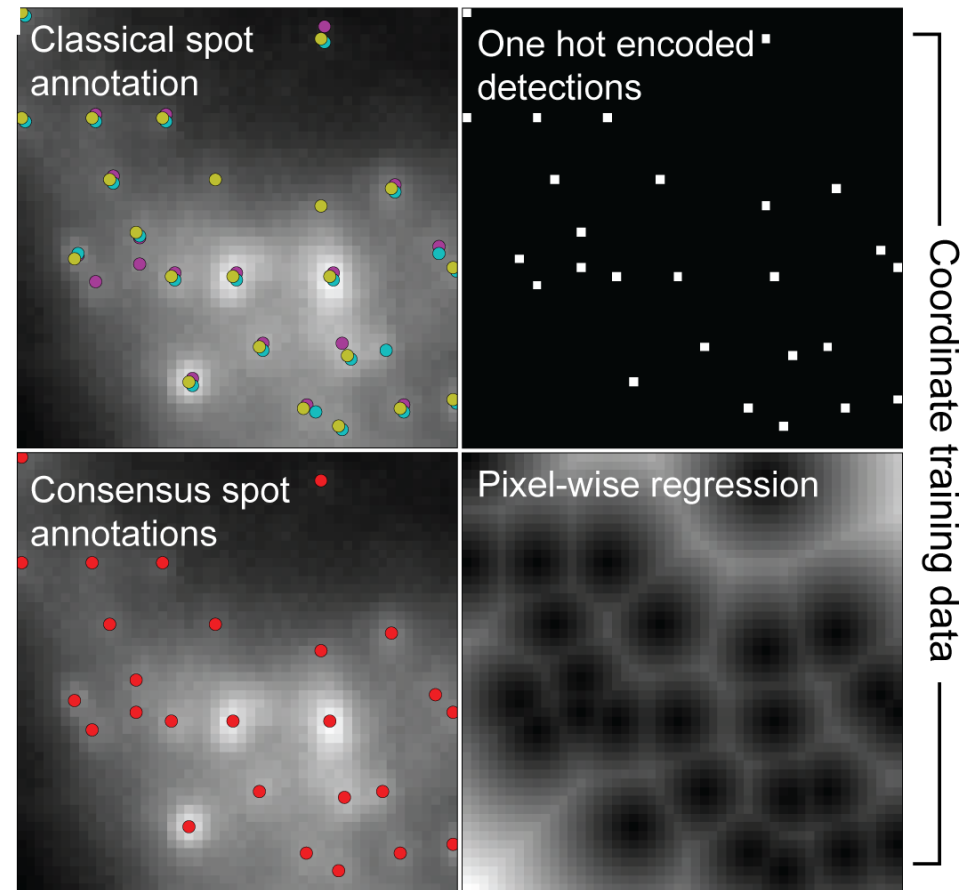 Classical spot
annotation
One hot encoded
detections
Consensus spot
annotations
Pixel-wise regression
Coordinate training data